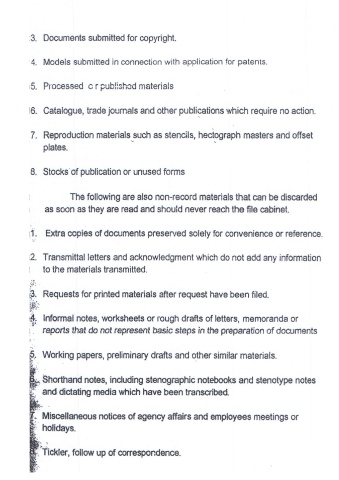 3. Documents submitted for copyright.
4. Models submitted in connection with application for patents.
5. Processed o r published materials
6. Catalogue, trade journals and other publications which require no action.
7. Reproduction materials such as stencils, hectograph masters and offset
plates.
8. Stocks of publication or unused forms
The following are also non-record materials that can be discarded
as soon as they are read and should never reach the file cabinet.
1. Extra copies of documents preserved solely for convenience or reference.
2. Transmittal letters and acknowledgment which do not add any information
to the materials transmitted.
3. Requests for printed materials after request have been filed.
4. Informal notes, worksheets or rough drafts of letters, memoranda or
reports that do not represent basic steps in the preparation of documents
5. Working papers, preliminary drafts and other similar materials.
6. Shorthand notes, including stenographic notebooks and stenotype notes
and dictating media which have been transcribed.
7. Miscellaneous notices of agency affairs and employees meetings or
holidays.
8. Tickler, follow up of correspondence.